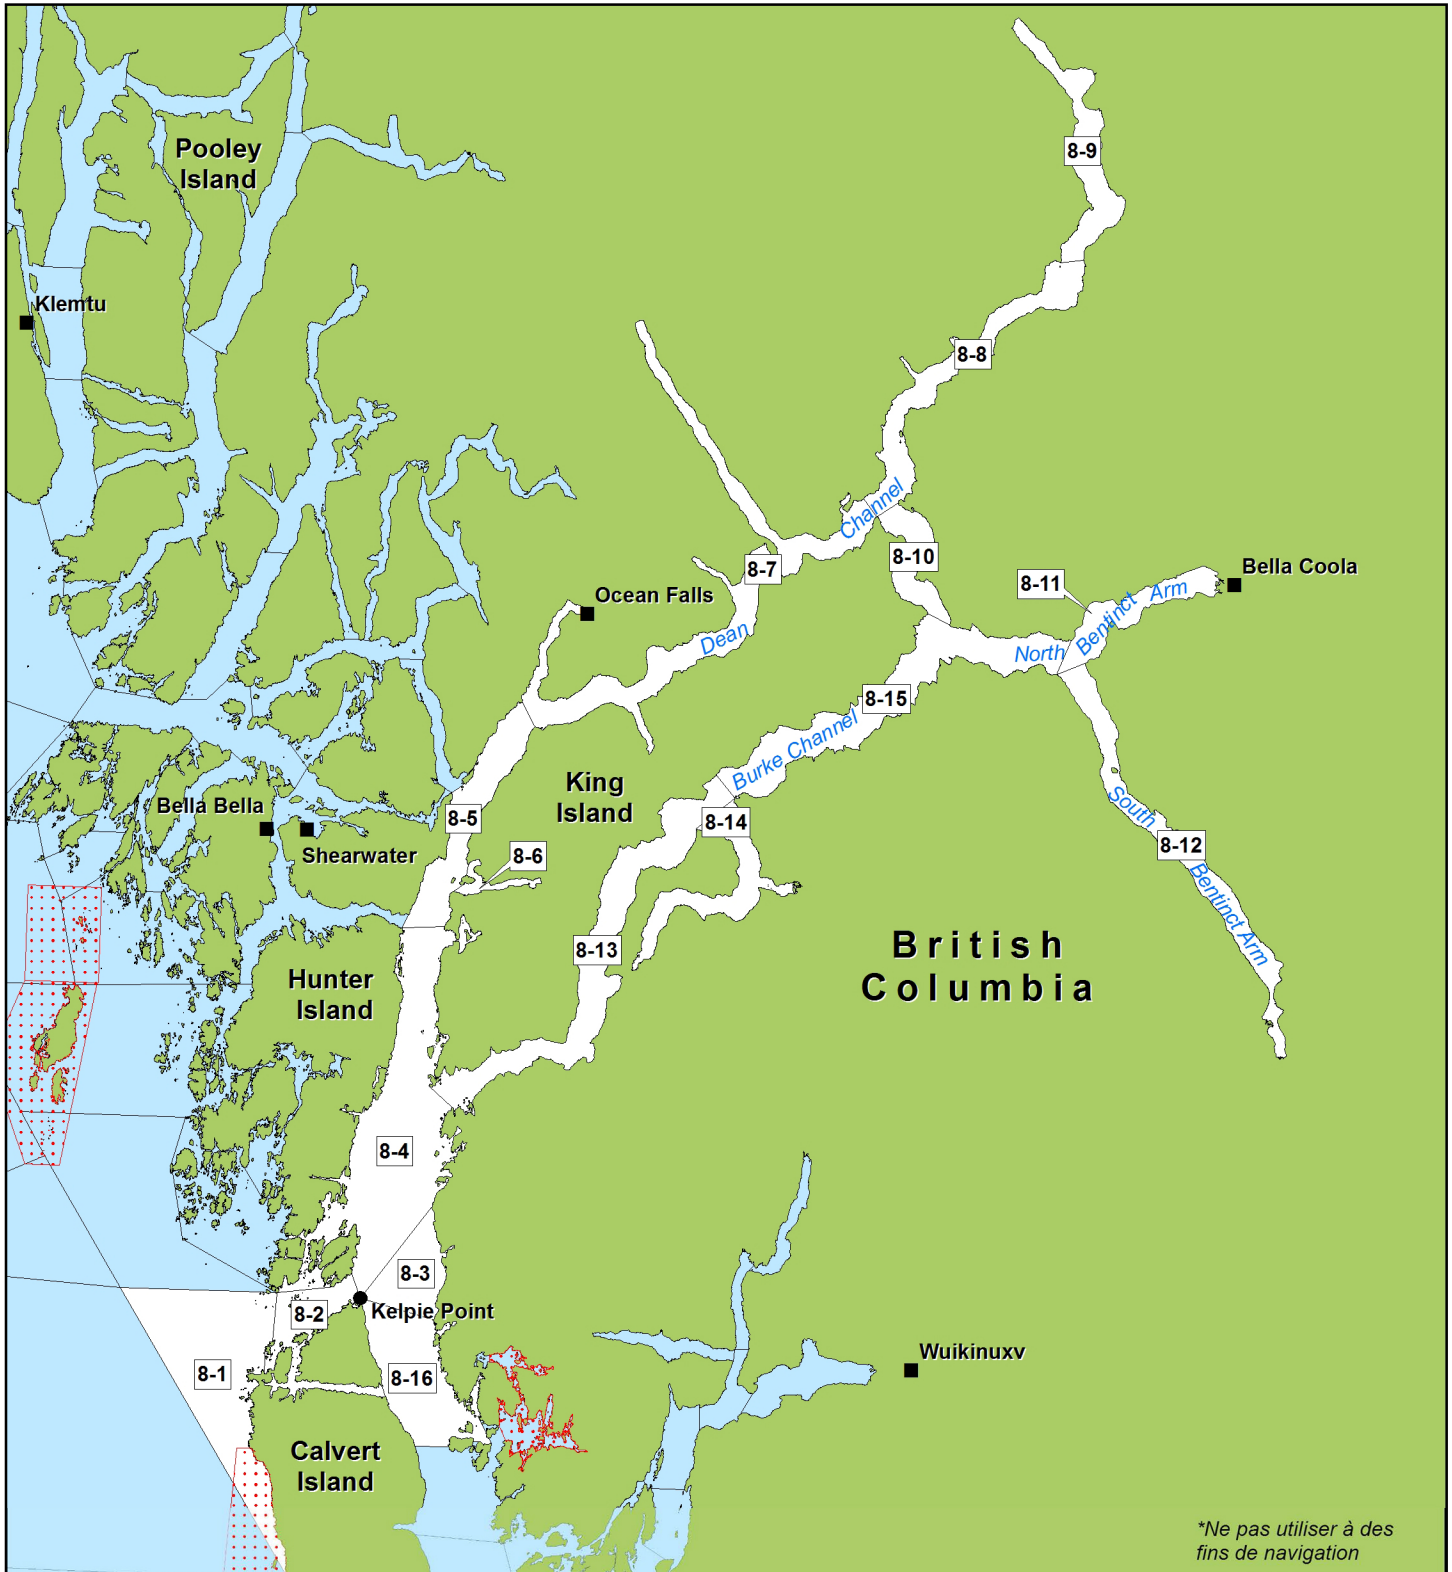 8-9
Pooley
Island
Klemtu
8-8
Channel
8-10
8-7
Bella Coola
8-11
Bentinct Arm
Ocean Falls
Dean
North
8-15
Burke Channel
King
Island
Bella Bella
8-5
8-14
South
Shearwater
8-6
8-12
Bentinct Arm
British
Columbia
8-13
Hunter
Island
8-4
8-3
8-2
Kelpie Point
Wuikinuxv
8-1
8-16
Calvert
Island
*Ne pas utiliser à des
fins de navigation